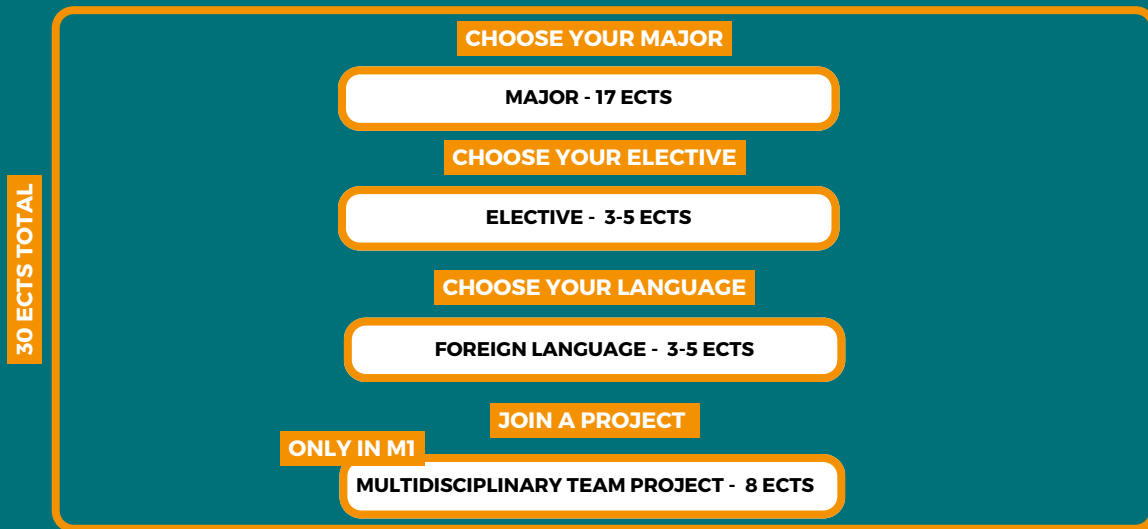 30 ECTS TOTAL
CHOOSE YOUR MAJOR
MAJOR - 17 ECTS
CHOOSE YOUR ELECTIVE
ELECTIVE - 3-5 ECTS
CHOOSE YOUR LANGUAGE
FOREIGN LANGUAGE - 3-5 ECTS
JOIN A PROJECT
ONLY IN M1
MULTIDISCIPLINARY TEAM PROJECT - 8 ECTS